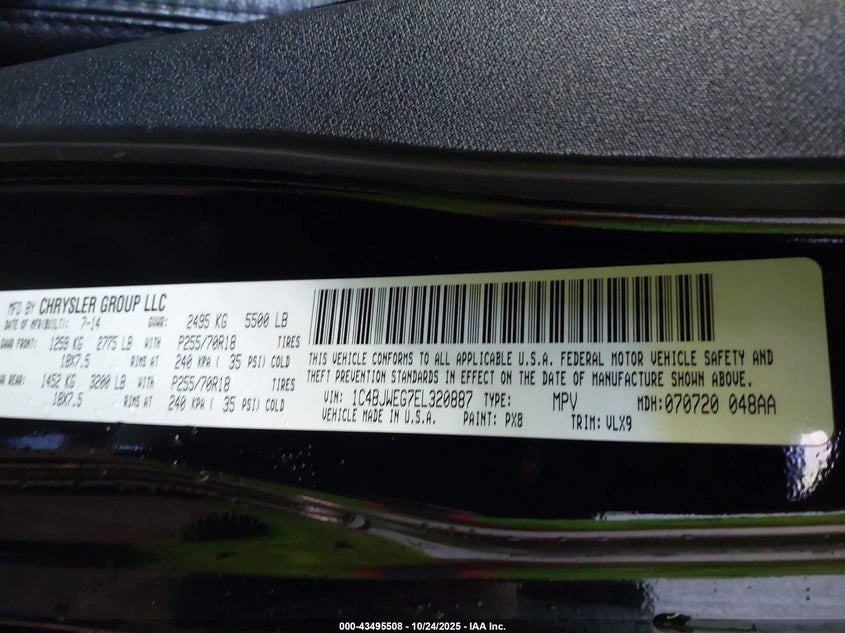 MFD BY CHRYSLER GROUP LLC
DATE OF MFR(BUILT): 7-14 GVWR: 2495 KG 5500 LB
GAWR FRONT: 1259 KG 2775 LB WITH P255/70R18 TIRES
18X7.5 RIMS AT 240 KPA ( 35 PSI) COLD
REAR: 1452 KG 3200 LB WITH P255/70R18 TIRES
18X7.5 RIMS AT 240 KPA ( 35 PSI) COLD
THIS VEHICLE CONFORMS TO ALL APPLICABLE U.S.A. FEDERAL MOTOR VEHICLE SAFETY AND
THEFT PREVENTION STANDARDS IN EFFECT ON THE DATE OF MANUFACTURE SHOWN ABOVE.
VIN: 1C4BJWEG7EL320887 TYPE: MPV MDH:070720 048AA
VEHICLE MADE IN U.S.A. PAINT: PX8 TRIM: VLX9
000-43495508 - 10/24/2025 - IAA Inc.